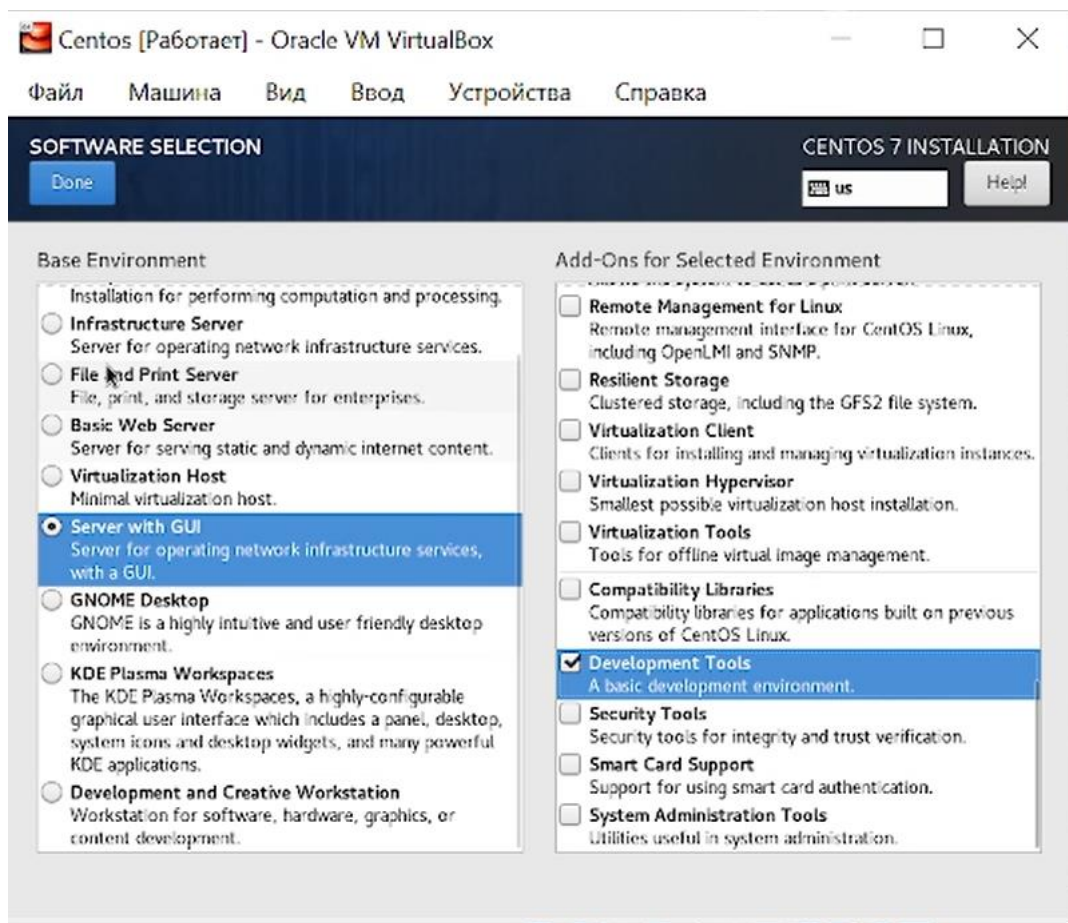 Centos [Работает] - Oracle VM VirtualBox
Файл Машина Вид Ввод Устройства Справка
SOFTWARE SELECTION
Done
CENTOS 7 INSTALLATION
us
Help!
Base Environment
Installation for performing computation and processing.
Infrastructure Server
Server for operating network infrastructure services.
File and Print Server
File, print, and storage server for enterprises.
Basic Web Server
Server for serving static and dynamic internet content.
Virtualization Host
Minimal virtualization host.
Server with GUI
Server for operating network infrastructure services,
with a GUI.
GNOME Desktop
GNOME is a highly intuitive and user friendly desktop
environment.
KDE Plasma Workspaces
The KDE Plasma Workspaces, a highly-configurable
graphical user interface which includes a panel, desktop,
system icons and desktop widgets, and many powerful
KDE applications.
Development and Creative Workstation
Workstation for software, hardware, graphics, or
content development.
Add-Ons for Selected Environment
Remote Management for Linux
Remote management interface for CentOS Linux,
including OpenLMI and SNMP.
Resilient Storage
Clustered storage, including the GFS2 file system.
Virtualization Client
Clients for installing and managing virtualization instances.
Virtualization Hypervisor
Smallest possible virtualization host installation.
Virtualization Tools
Tools for offline virtual image management.
Compatibility Libraries
Compatibility libraries for applications built on previous
versions of CentOS Linux.
Development Tools
A basic development environment.
Security Tools
Security tools for integrity and trust verification.
Smart Card Support
Support for using smart card authentication.
System Administration Tools
Utilities useful in system administration.